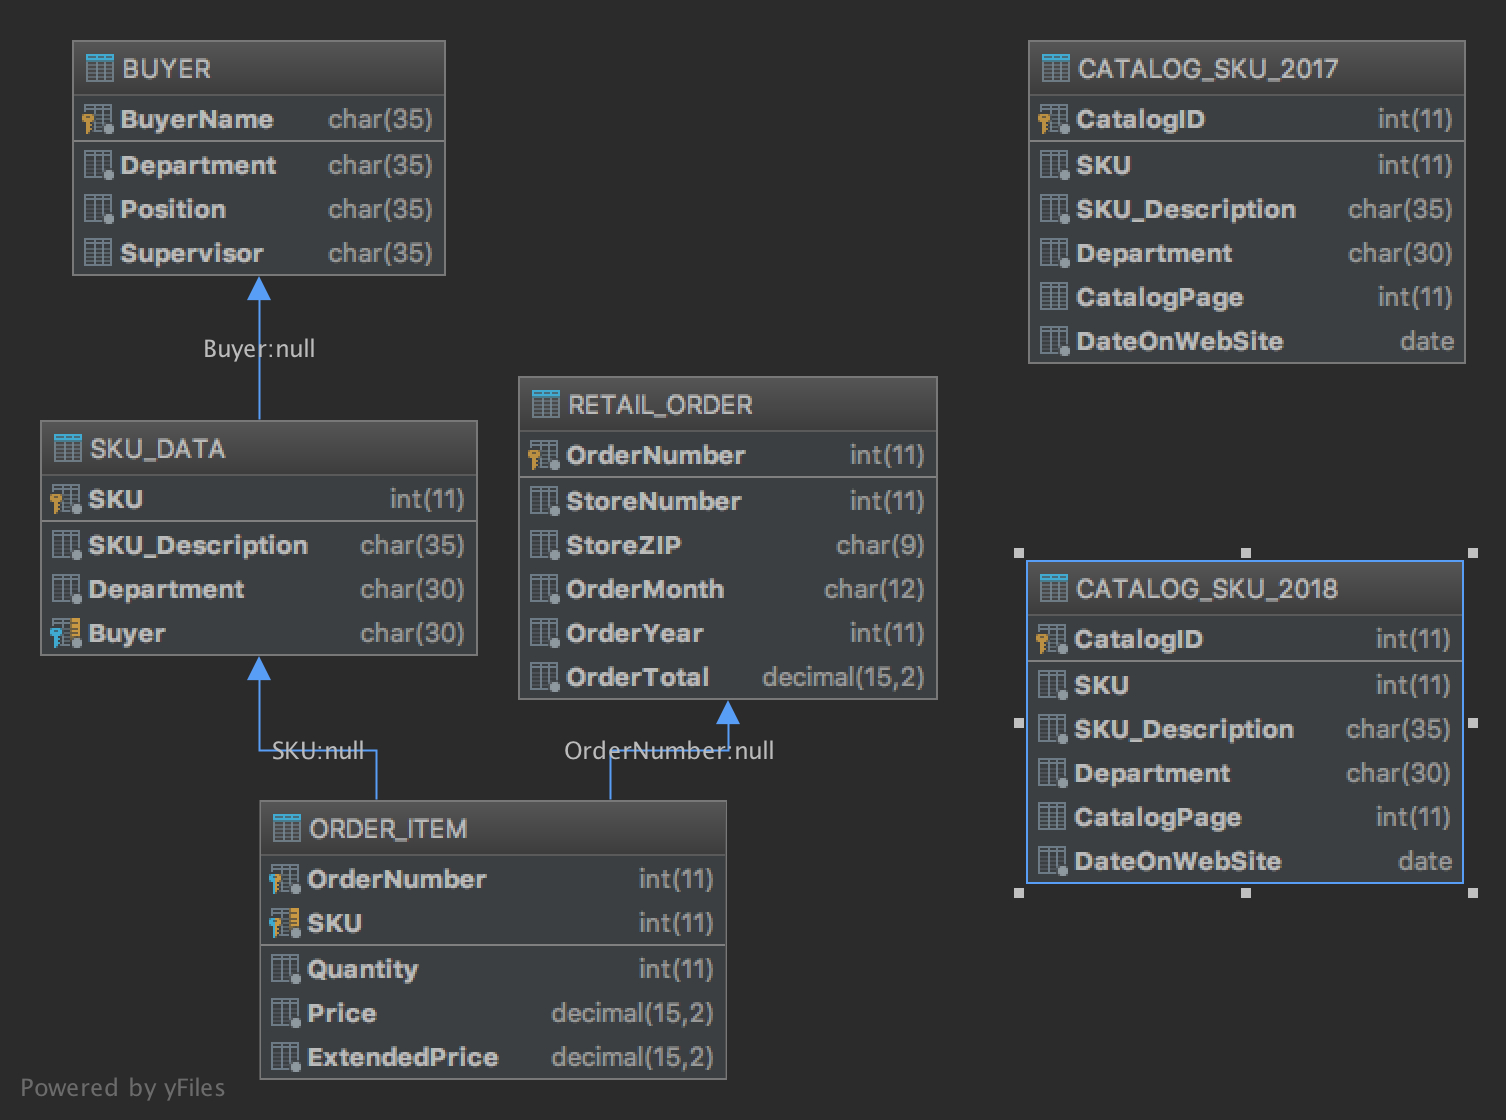 BUYER
BuyerName char(35)
Department char(35)
Position char(35)
Supervisor char(35)
Buyer:null
SKU_DATA
SKU int(11)
SKU_Description char(35)
Department char(30)
Buyer char(30)
SKU:null
RETAIL_ORDER
OrderNumber int(11)
StoreNumber int(11)
StoreZIP char(9)
OrderMonth char(12)
OrderYear int(11)
OrderTotal decimal(15,2)
OrderNumber:null
ORDER_ITEM
OrderNumber int(11)
SKU int(11)
Quantity int(11)
Price decimal(15,2)
ExtendedPrice decimal(15,2)
CATALOG_SKU_2017
CatalogID int(11)
SKU int(11)
SKU_Description char(35)
Department char(30)
CatalogPage int(11)
DateOnWebSite date
CATALOG_SKU_2018
CatalogID int(11)
SKU int(11)
SKU_Description char(35)
Department char(30)
CatalogPage int(11)
DateOnWebSite date
Powered by yFiles